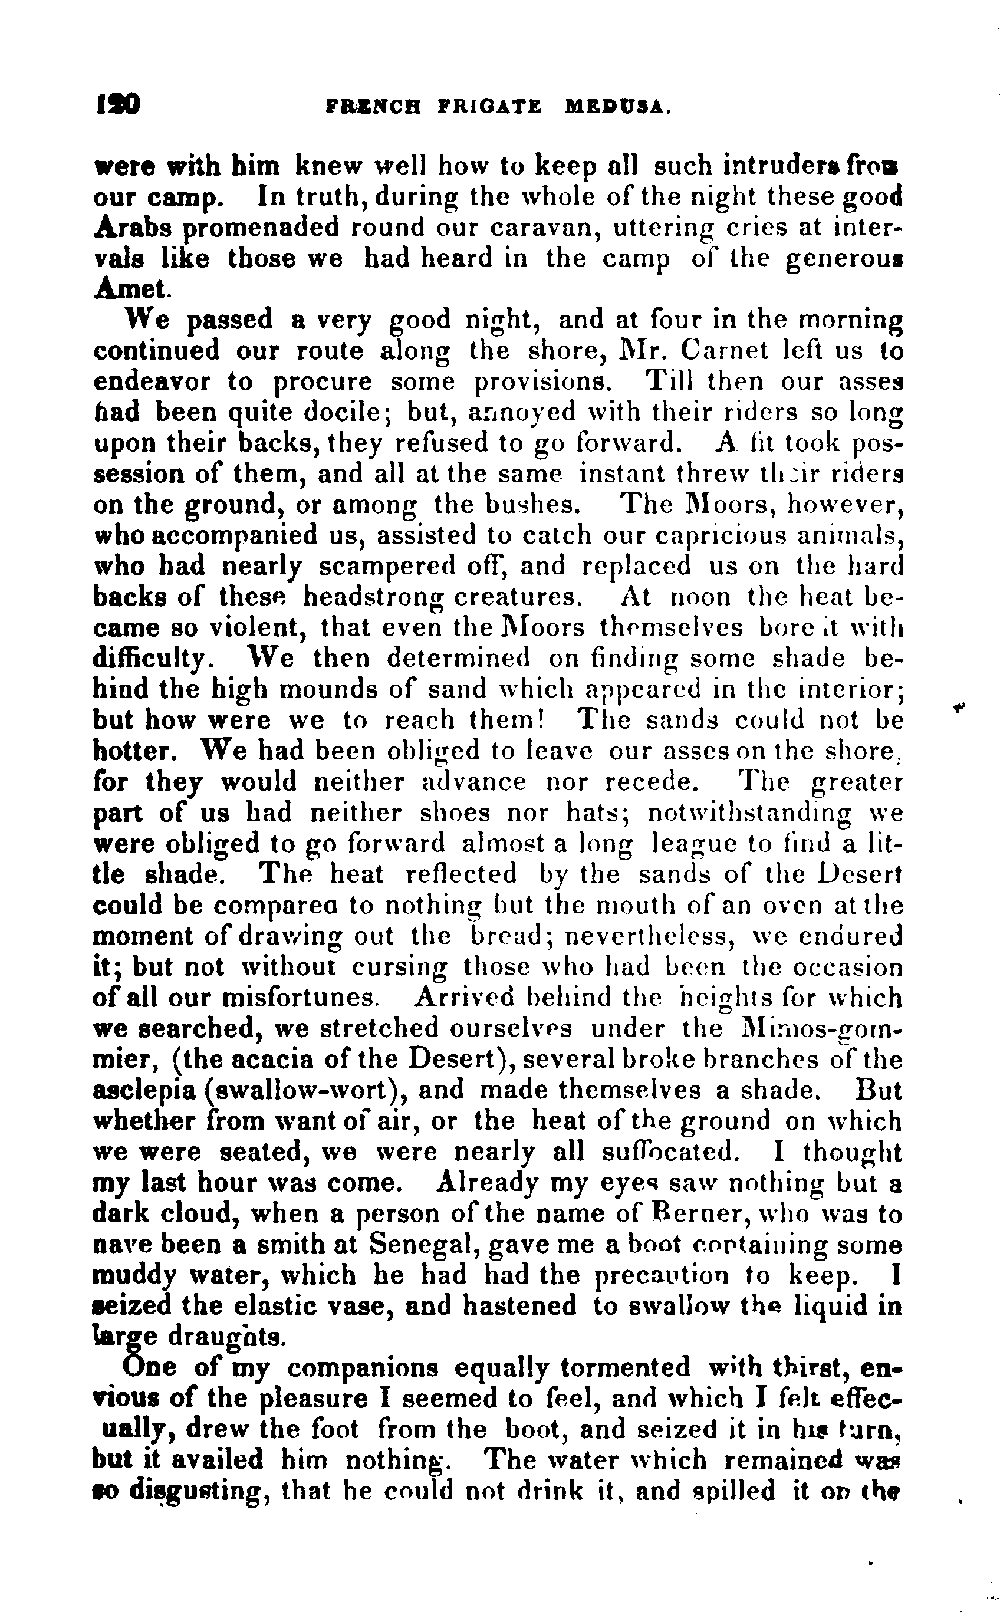 120 FRENCH FRIGATE MEDUSA.
were with him knew well how to keep all such intruders from
our camp. In truth, during the whole of the night these good
Arabs promenaded round our caravan, uttering cries at inter-
vals like those we had heard in the camp of the generous
Amet.
We passed a very good night, and at four in the morning
continued our route along the shore, Mr. Carnet left us to
endeavor to procure some provisions. Till then our asses
had been quite docile; but, annoyed with their riders so long
upon their backs, they refused to go forward. A fit took pos-
session of them, and all at the same instant threw their riders
on the ground, or among the bushes. The Moors, however,
who accompanied us, assisted to catch our capricious animals,
who had nearly scampered off, and replaced us on the hard
backs of these headstrong creatures. At noon the heat be-
came so violent, that even the Moors themselves bore it with
difficulty. We then determined on finding some shade be-
hind the high mounds of sand which appeared in the interior;
but how were we to reach them! The sands could not be
hotter. We had been obliged to leave our asses on the shore,
for they would neither advance nor recede. The greater
part of us had neither shoes nor hats; notwithstanding we
were obliged to go forward almost a long league to find a lit-
tle shade. The heat reflected by the sands of the Desert
could be compared to nothing but the mouth of an oven at the
moment of drawing out the bread; nevertheless, we endured
it; but not without cursing those who had been the occasion
of all our misfortunes. Arrived behind the heights for which
we searched, we stretched ourselves under the Mimos-gom-
mier, (the acacia of the Desert), several broke branches of the
asclepia (swallow-wort), and made themselves a shade. But
whether from want of air, or the heat of the ground on which
we were seated, we were nearly all suffocated. I thought
my last hour was come. Already my eyes saw nothing but a
dark cloud, when a person of the name of Berner, who was to
have been a smith at Senegal, gave me a boot containing some
muddy water, which he had had the precaution to keep. I
seized the elastic vase, and hastened to swallow the liquid in
large draughts.
One of my companions equally tormented with thirst, en-
vious of the pleasure I seemed to feel, and which I felt effec-
ually, drew the foot from the boot, and seized it in his turn,
but it availed him nothing. The water which remained was
so disgusting, that he could not drink it, and spilled it on the